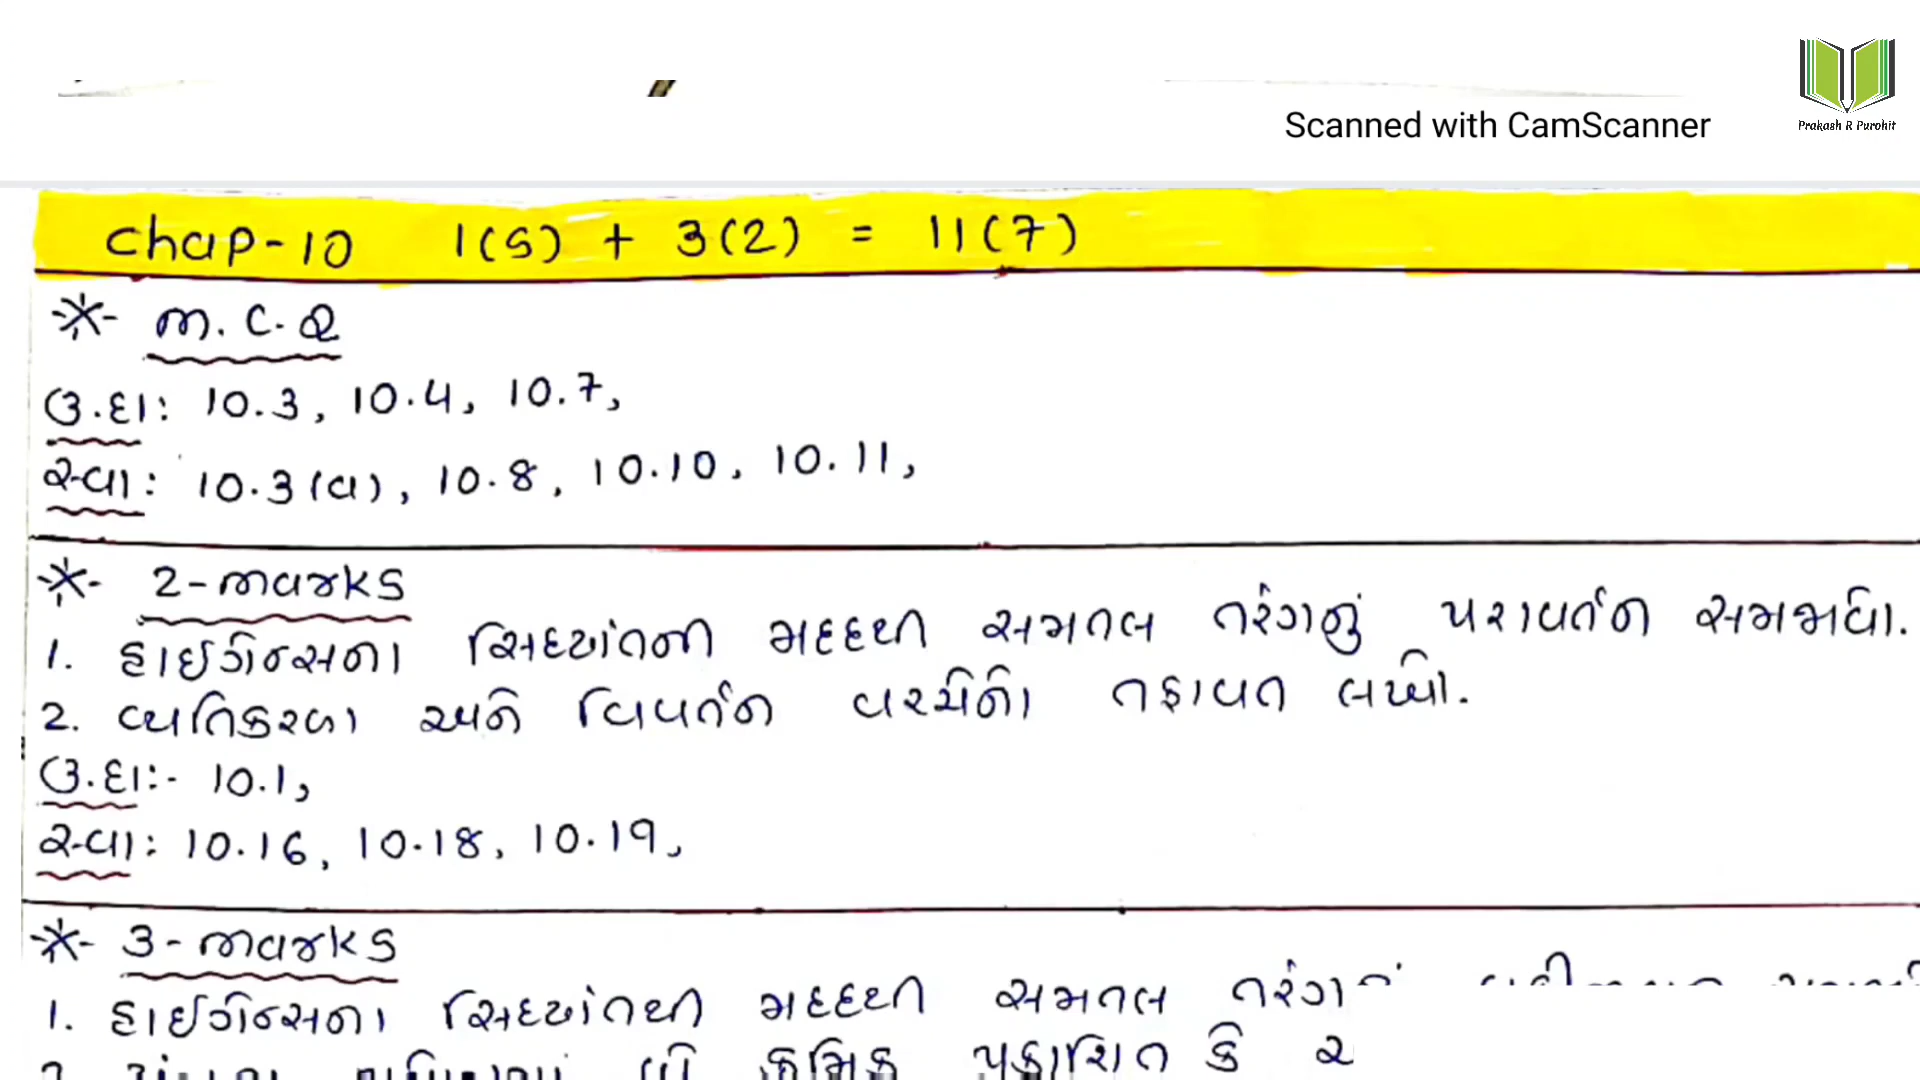 Prakash R Purohit
Scanned with CamScanner
Chap-10 1(5) + 3(2) = 11(7)
M.C.Q
ઉ.દા: 10.3, 10.4, 10.7,
સ્વા: 10.3(વ), 10.8, 10.10, 10.11,
2-marks
1. હાઈગેન્સના સિદ્ધાંતની મદદથી સમતલ તરંગનું પરાવર્તન સમજાવો.
2. વ્યતિકરણ અને વિવર્તન વચ્ચેનો તફાવત લખો.
ઉ.દા:- 10.1,
સ્વા: 10.16, 10.18, 10.19,
3-marks
1. હાઈગેન્સના સિદ્ધાંતથી મદદથી સમતલ તરંગ
પ્રકાશિત કે